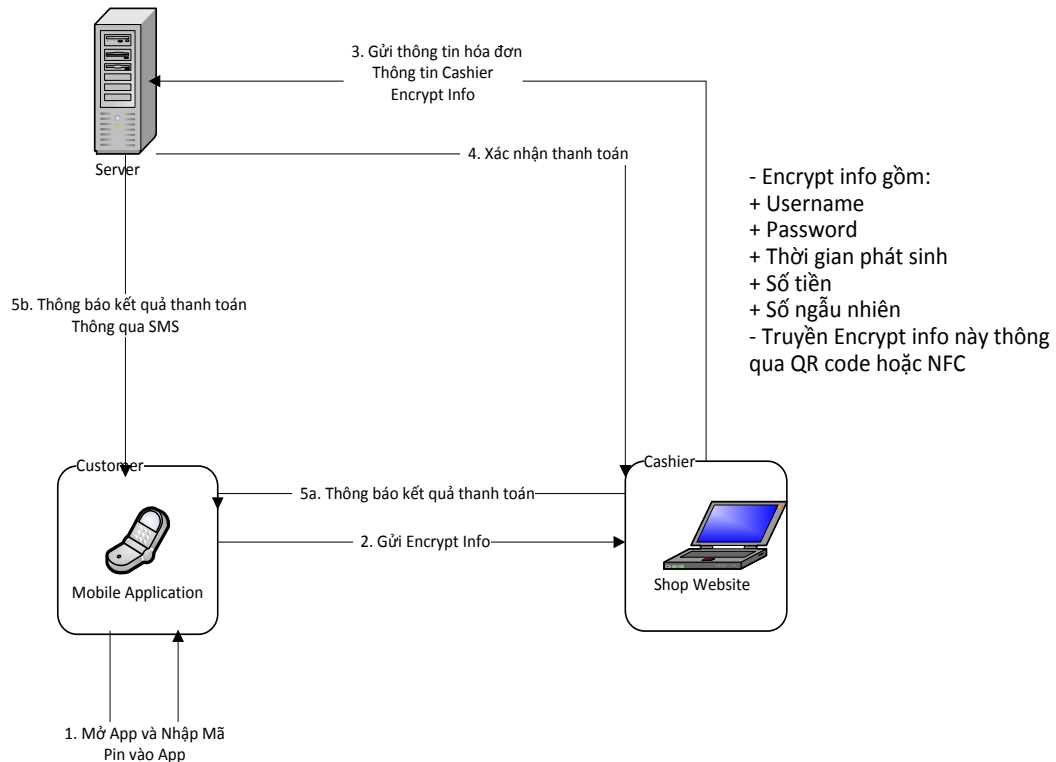 3. Gửi thông tin hóa đơn
Thông tin Cashier
Encrypt Info
Server
4. Xác nhận thanh toán
- Encrypt info gồm:
+ Username
+ Password
+ Thời gian phát sinh
+ Số tiền
+ Số ngẫu nhiên
- Truyền Encrypt info này thông
qua QR code hoặc NFC
5b. Thông báo kết quả thanh toán
Thông qua SMS
Customer
Cashier
5a. Thông báo kết quả thanh toán
2. Gửi Encrypt Info
Mobile Application
Shop Website
1. Mở App và Nhập Mã
Pin vào App